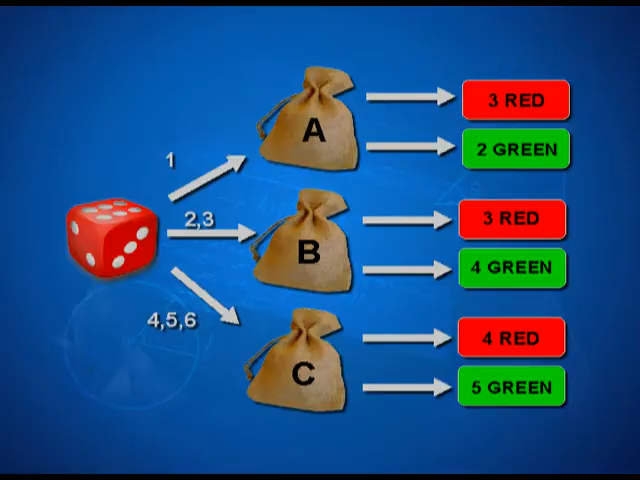 1
A
3 RED
2 GREEN
2,3
B
3 RED
4 GREEN
4,5,6
C
4 RED
5 GREEN